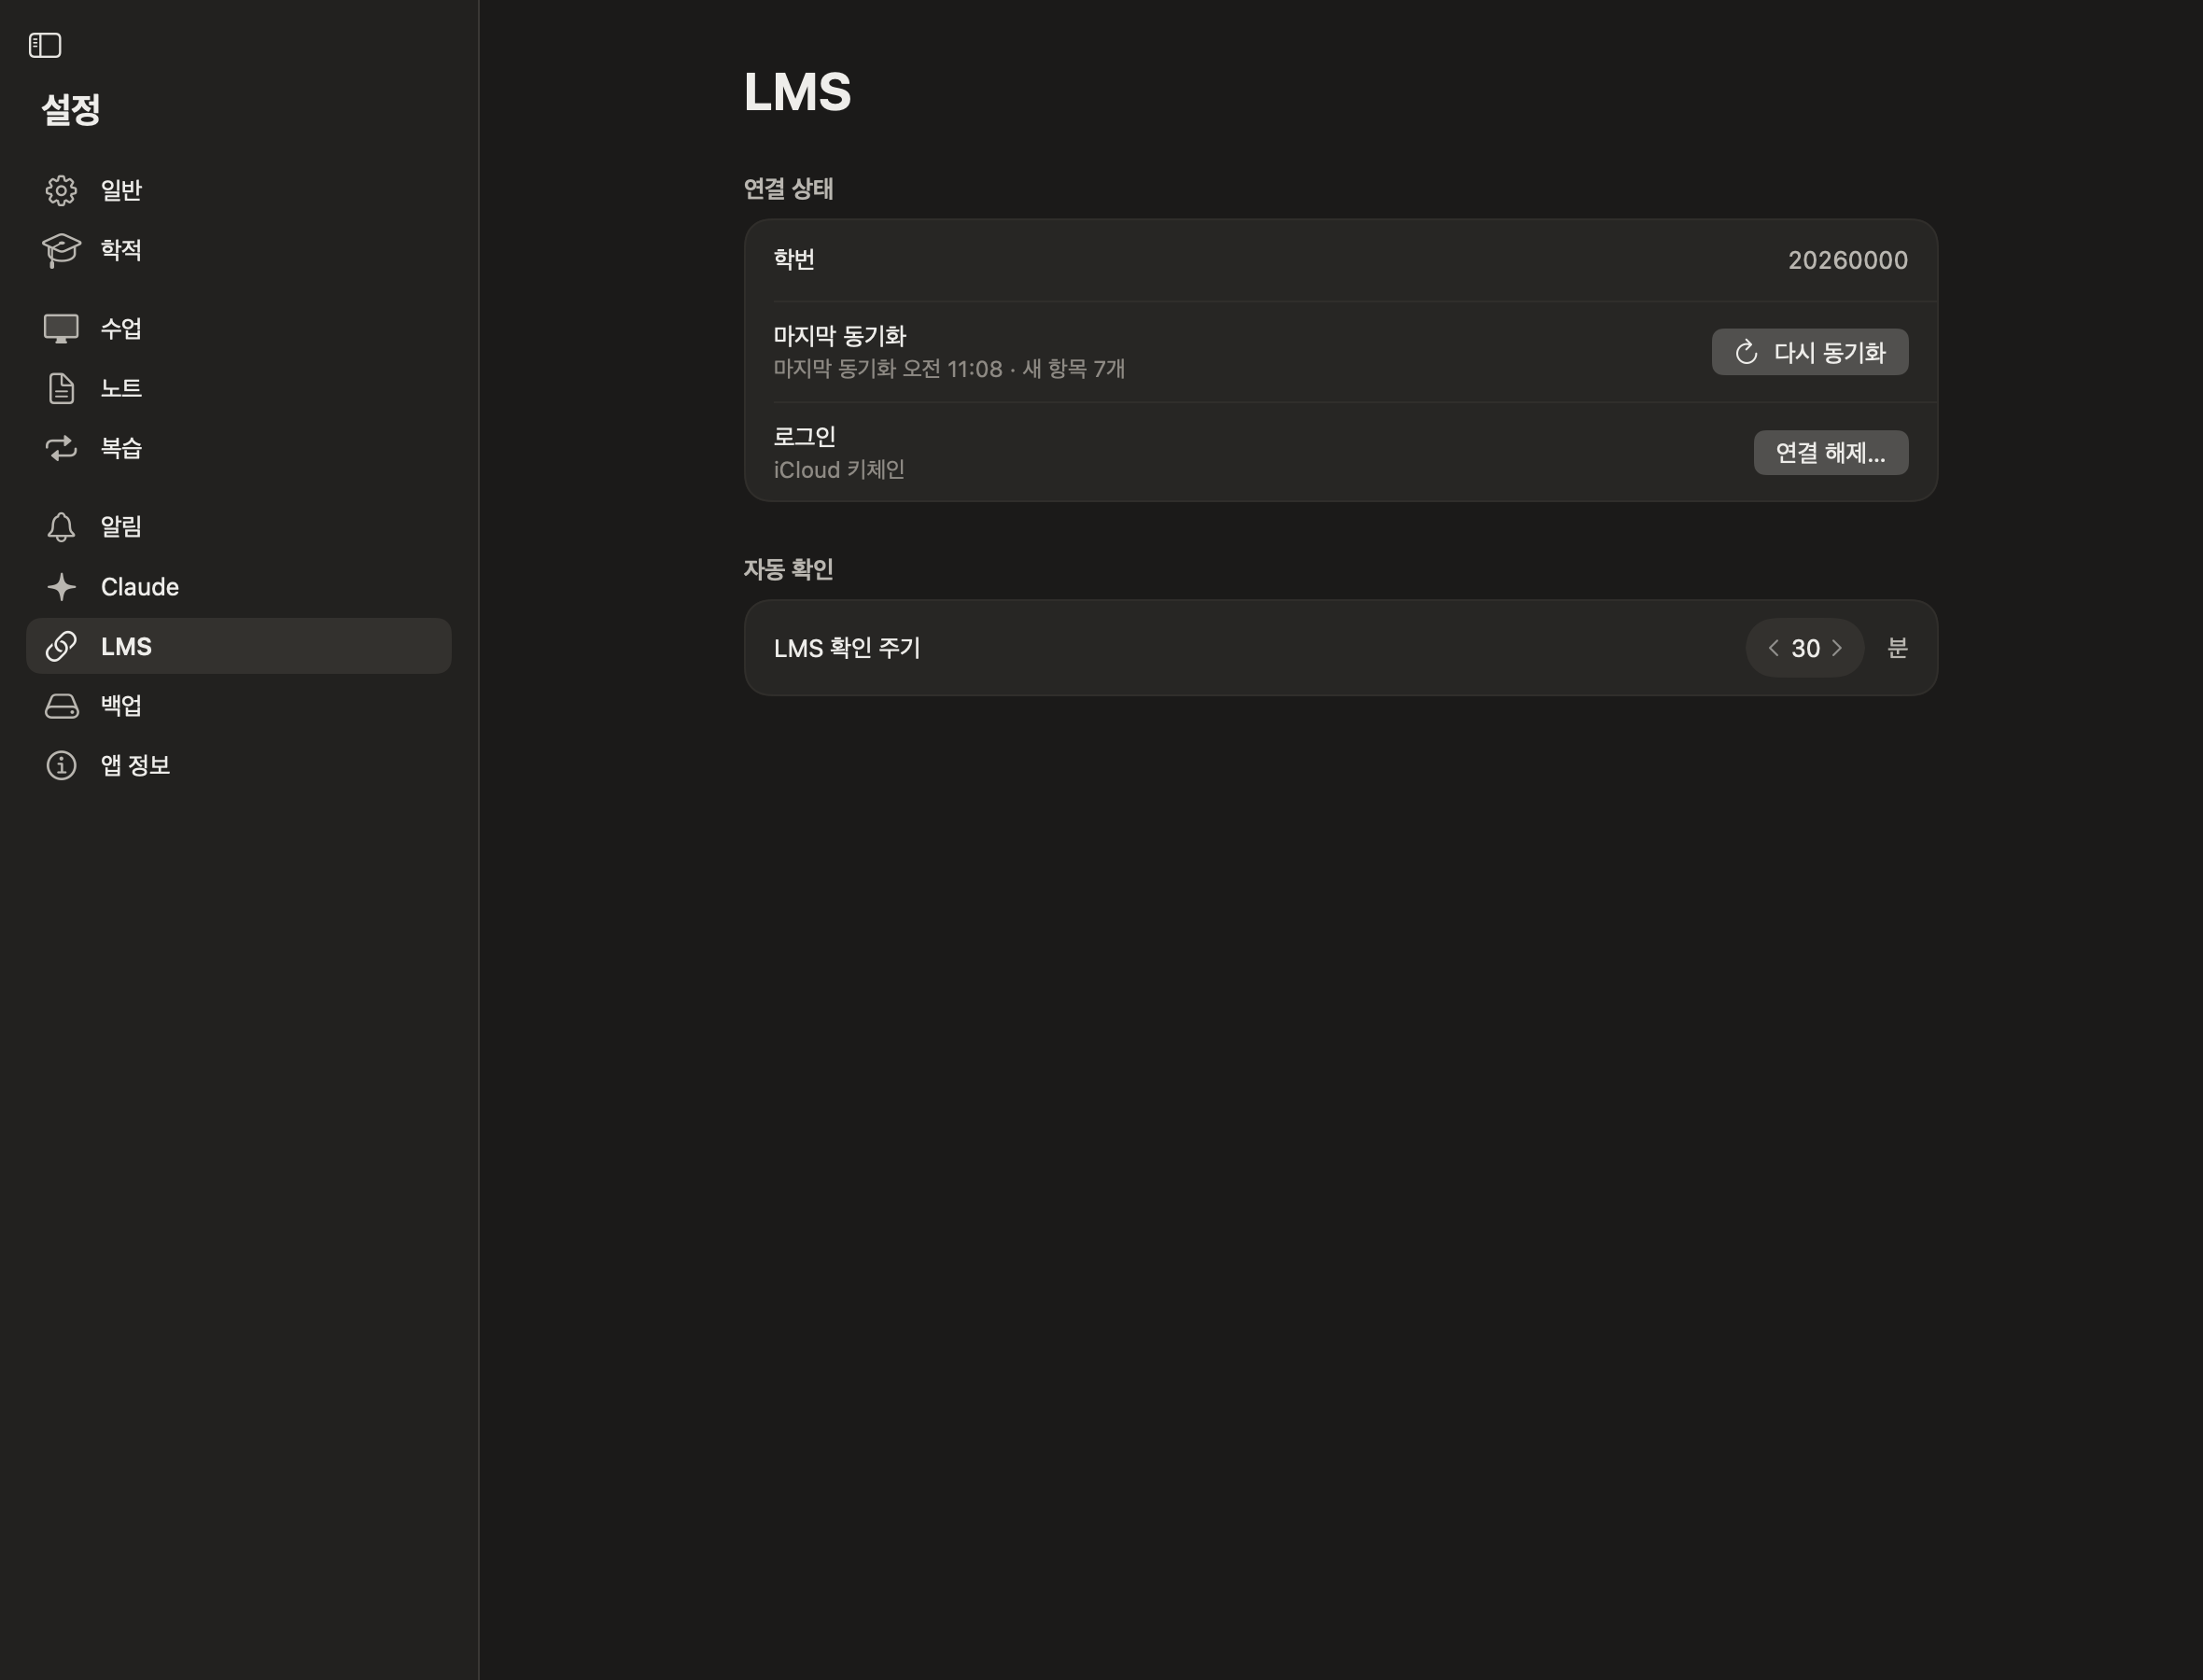 설정
일반
학적
수업
노트
복습
알림
Claude
LMS
백업
앱 정보
LMS
연결 상태
학번
20260000
마지막 동기화
마지막 동기화 오전 11:08 · 새 항목 7개
다시 동기화
로그인
iCloud 키체인
연결 해제...
자동 확인
LMS 확인 주기
30
분